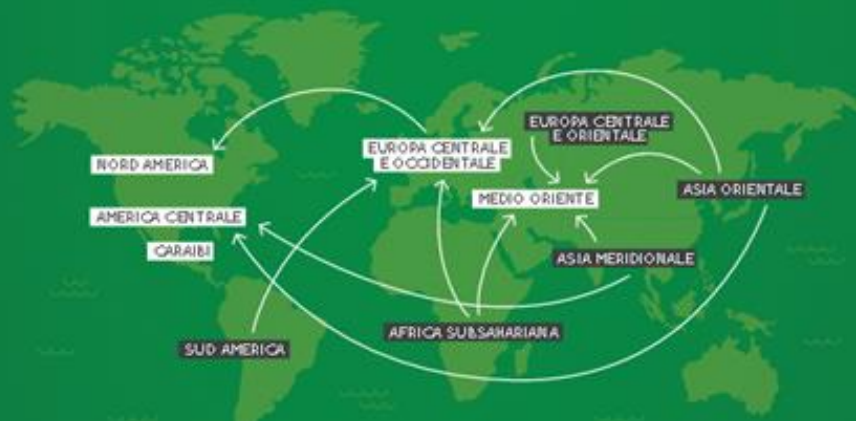 EUROPA CENTRALE
E ORIENTALE
EUROPA CENTRALE
E OCCIDENTALE
NORD AMERICA
MEDIO ORIENTE
ASIA ORIENTALE
AMERICA CENTRALE
CARAIBI
ASIA MERIDIONALE
SUD AMERICA
AFRICA SUBSAHARIANA